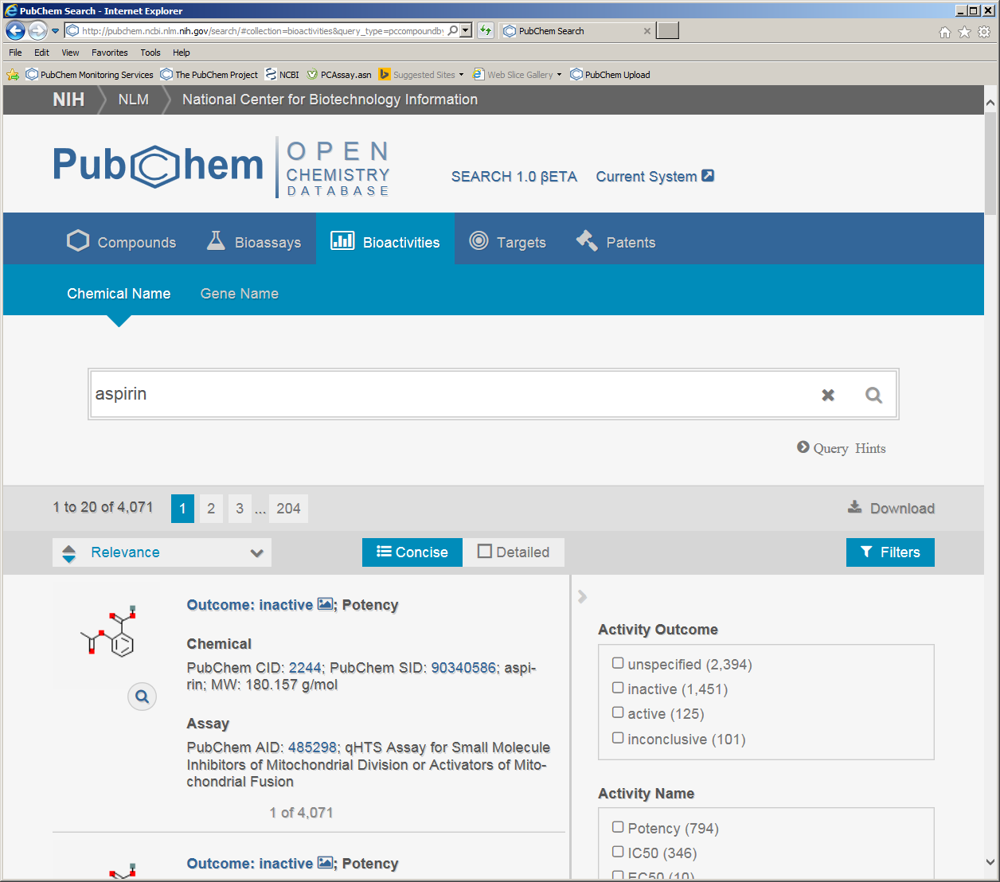 PubChem Search - Internet Explorer
http://pubchem.ncbi.nlm.nih.gov/search/#collection=bioactivities&query_type=pccompoundby
PubChem Search
File Edit View Favorites Tools Help
PubChem Monitoring Services The PubChem Project NCBI PCAssay.asn Suggested Sites Web Slice Gallery PubChem Upload
NIH NLM National Center for Biotechnology Information
PubChem
OPEN
CHEMISTRY
DATABASE
SEARCH 1.0 βETA Current System
Compounds Bioassays Bioactivities Targets Patents
Chemical Name Gene Name
aspirin
Query Hints
1 to 20 of 4,071 1 2 3 ... 204 Download
Relevance Concise Detailed Filters
Outcome: inactive ; Potency
Chemical
PubChem CID: 2244; PubChem SID: 90340586; aspi-
rin; MW: 180.157 g/mol
Assay
PubChem AID: 485298; qHTS Assay for Small Molecule
Inhibitors of Mitochondrial Division or Activators of Mito-
chondrial Fusion
1 of 4,071
Outcome: inactive ; Potency
Activity Outcome
unspecified (2,394)
inactive (1,451)
active (125)
inconclusive (101)
Activity Name
Potency (794)
IC50 (346)
EC50 (10)